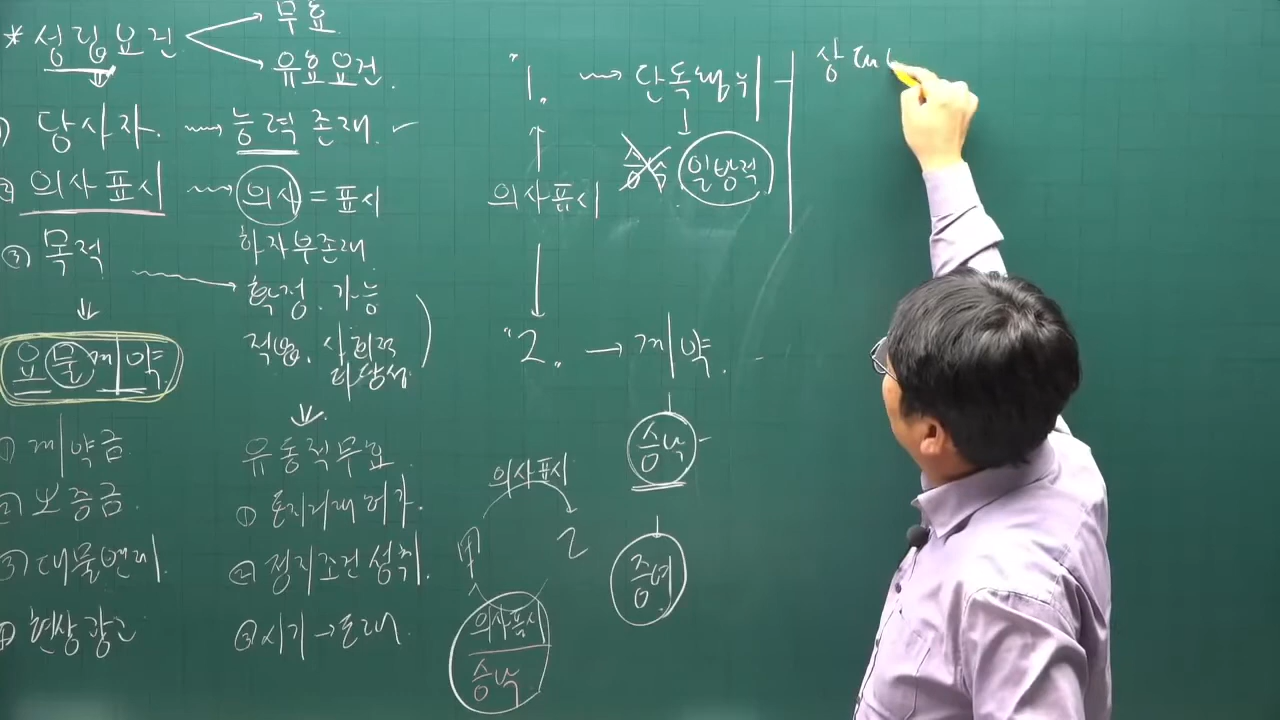 * 성립요건
무효
유효요건
당사자. 능력 존재.
② 의사표시 의사 = 표시
③ 목적 하자부존재
확정. 가능
적법. 사회적
타당성
요물계약
유동적무효
① 계약금
② 보증금. ① 토지거래허가.
③ 대물변제. ② 정지조건 성취.
④ 현상광고 ③ 시기→도래.
"1. 단독행위
승낙 일방적
의사표시
"2. → 계약.
승낙
증여
의사표시
甲 乙
의사표시
승낙
상대